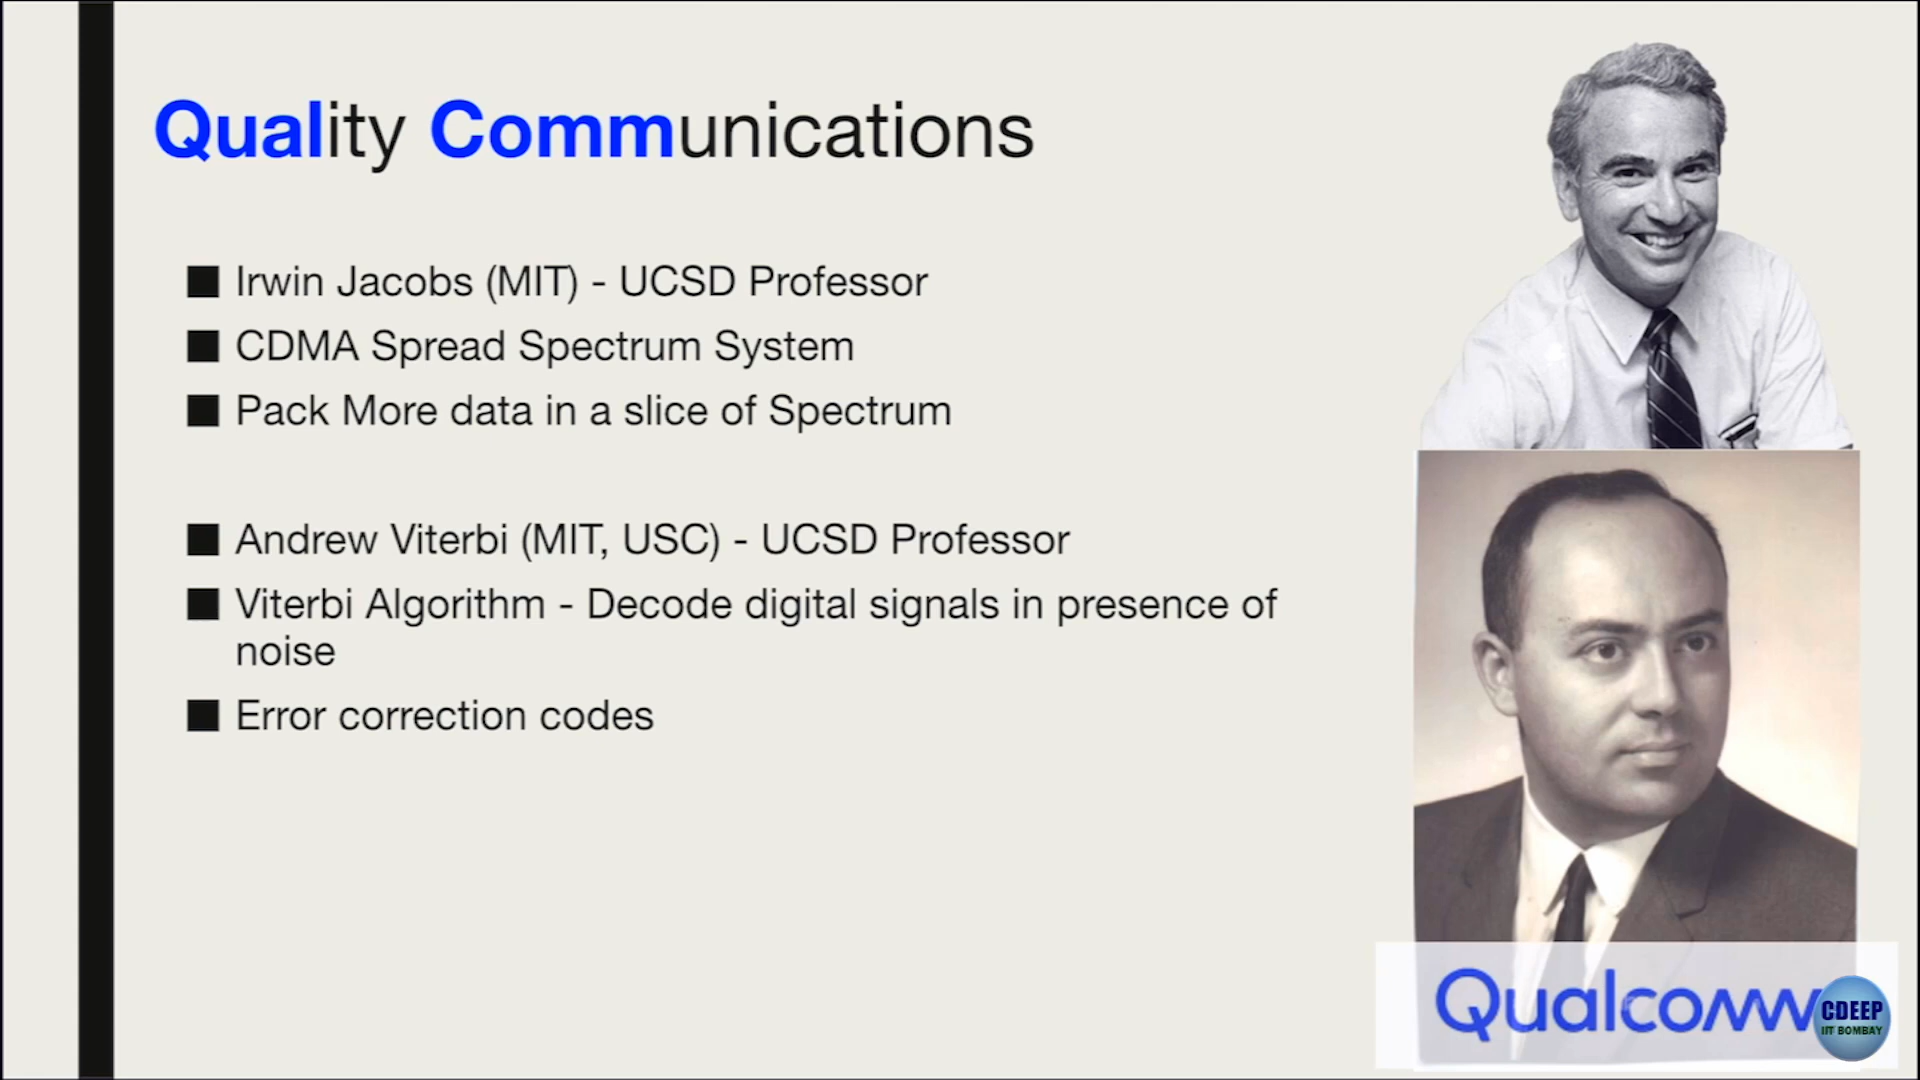 Quality Communications
■ Irwin Jacobs (MIT) - UCSD Professor
■ CDMA Spread Spectrum System
■ Pack More data in a slice of Spectrum
■ Andrew Viterbi (MIT, USC) - UCSD Professor
■ Viterbi Algorithm - Decode digital signals in presence of
noise
■ Error correction codes
Qualcomm
CDEEP
IIT BOMBAY